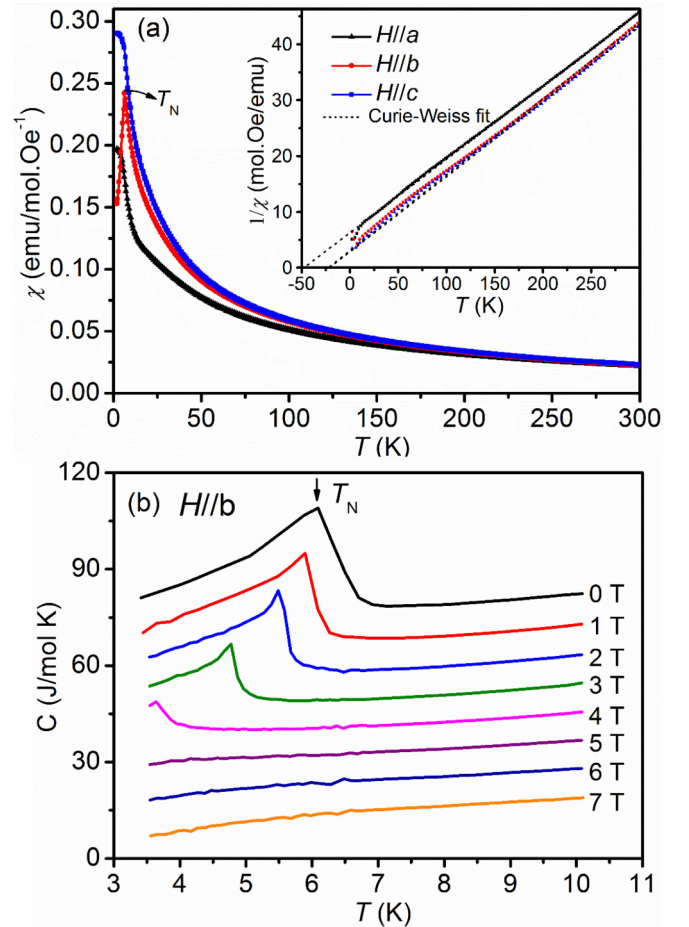 (a)
χ (emu/mol.Oe⁻¹)
0.30
0.25
0.20
0.15
0.10
0.05
0.00
T_N
0 50 100 150 200 250 300
T (K)
1/χ (mol.Oe/emu)
40
30
20
10
0
H//a
H//b
H//c
Curie-Weiss fit
-50 0 50 100 150 200 250
T (K)
(b) H//b
T_N
C (J/mol K)
120
90
60
30
0
0 T
1 T
2 T
3 T
4 T
5 T
6 T
7 T
3 4 5 6 7 8 9 10 11
T (K)